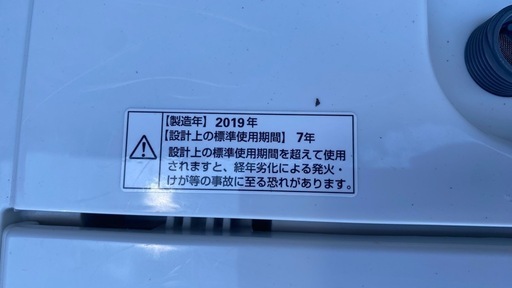 【製造年】2019年
【設計上の標準使用期間】7年
設計上の標準使用期間を超えて使用
されますと、経年劣化による発火・
けが等の事故に至る恐れがあります。